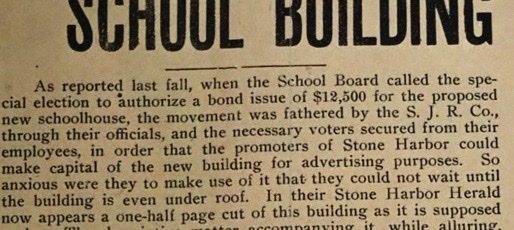 SCHOOL BUILDING
As reported last fall, when the School Board called the spe-
cial election to authorize a bond issue of $12,500 for the proposed
new schoolhouse, the movement was fathered by the S. J. R. Co.,
through their officials, and the necessary voters secured from their
employees, in order that the promoters of Stone Harbor could
make capital of the new building for advertising purposes. So
anxious were they to make use of it that they could not wait until
the building is even under roof. In their Stone Harbor Herald
now appears a one-half page cut of this building as it is supposed
matter accompanying it, while alluring,